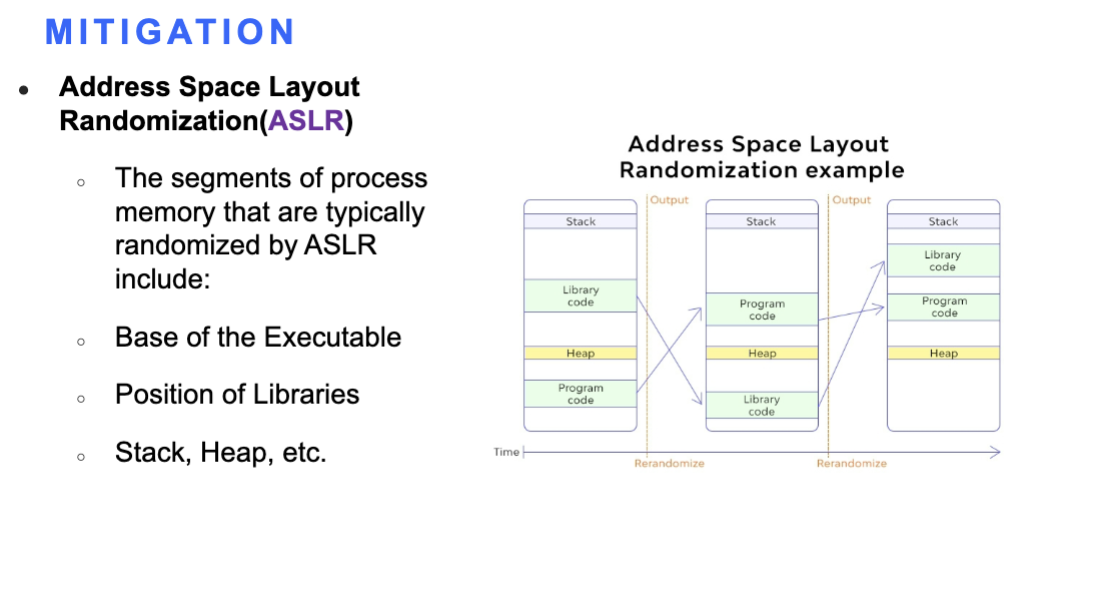 MITIGATION
• Address Space Layout
Randomization(ASLR)
○ The segments of process
memory that are typically
randomized by ASLR
include:
○ Base of the Executable
○ Position of Libraries
○ Stack, Heap, etc.
Address Space Layout
Randomization example
Output
Output
Stack
Library
code
Heap
Program
code
Stack
Program
code
Heap
Library
code
Stack
Library
code
Program
code
Heap
Time
Rerandomize
Rerandomize